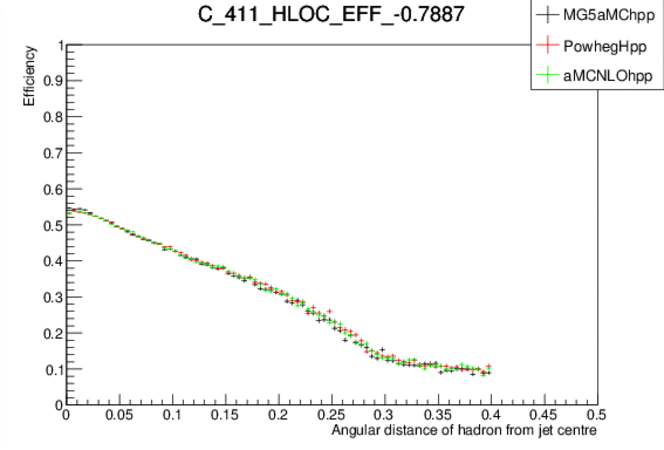 C_411_HLOC_EFF_-0.7887
MG5aMChpp
PowhegHpp
aMCNLOhpp
Efficiency
1
0.9
0.8
0.7
0.6
0.5
0.4
0.3
0.2
0.1
0
0 0.05 0.1 0.15 0.2 0.25 0.3 0.35 0.4 0.45 0.5
Angular distance of hadron from jet centre